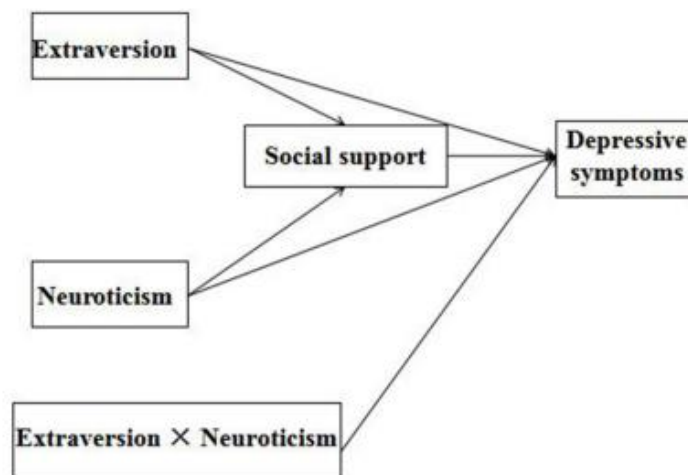 Extraversion
Social support
Depressive
symptoms
Neuroticism
Extraversion × Neuroticism